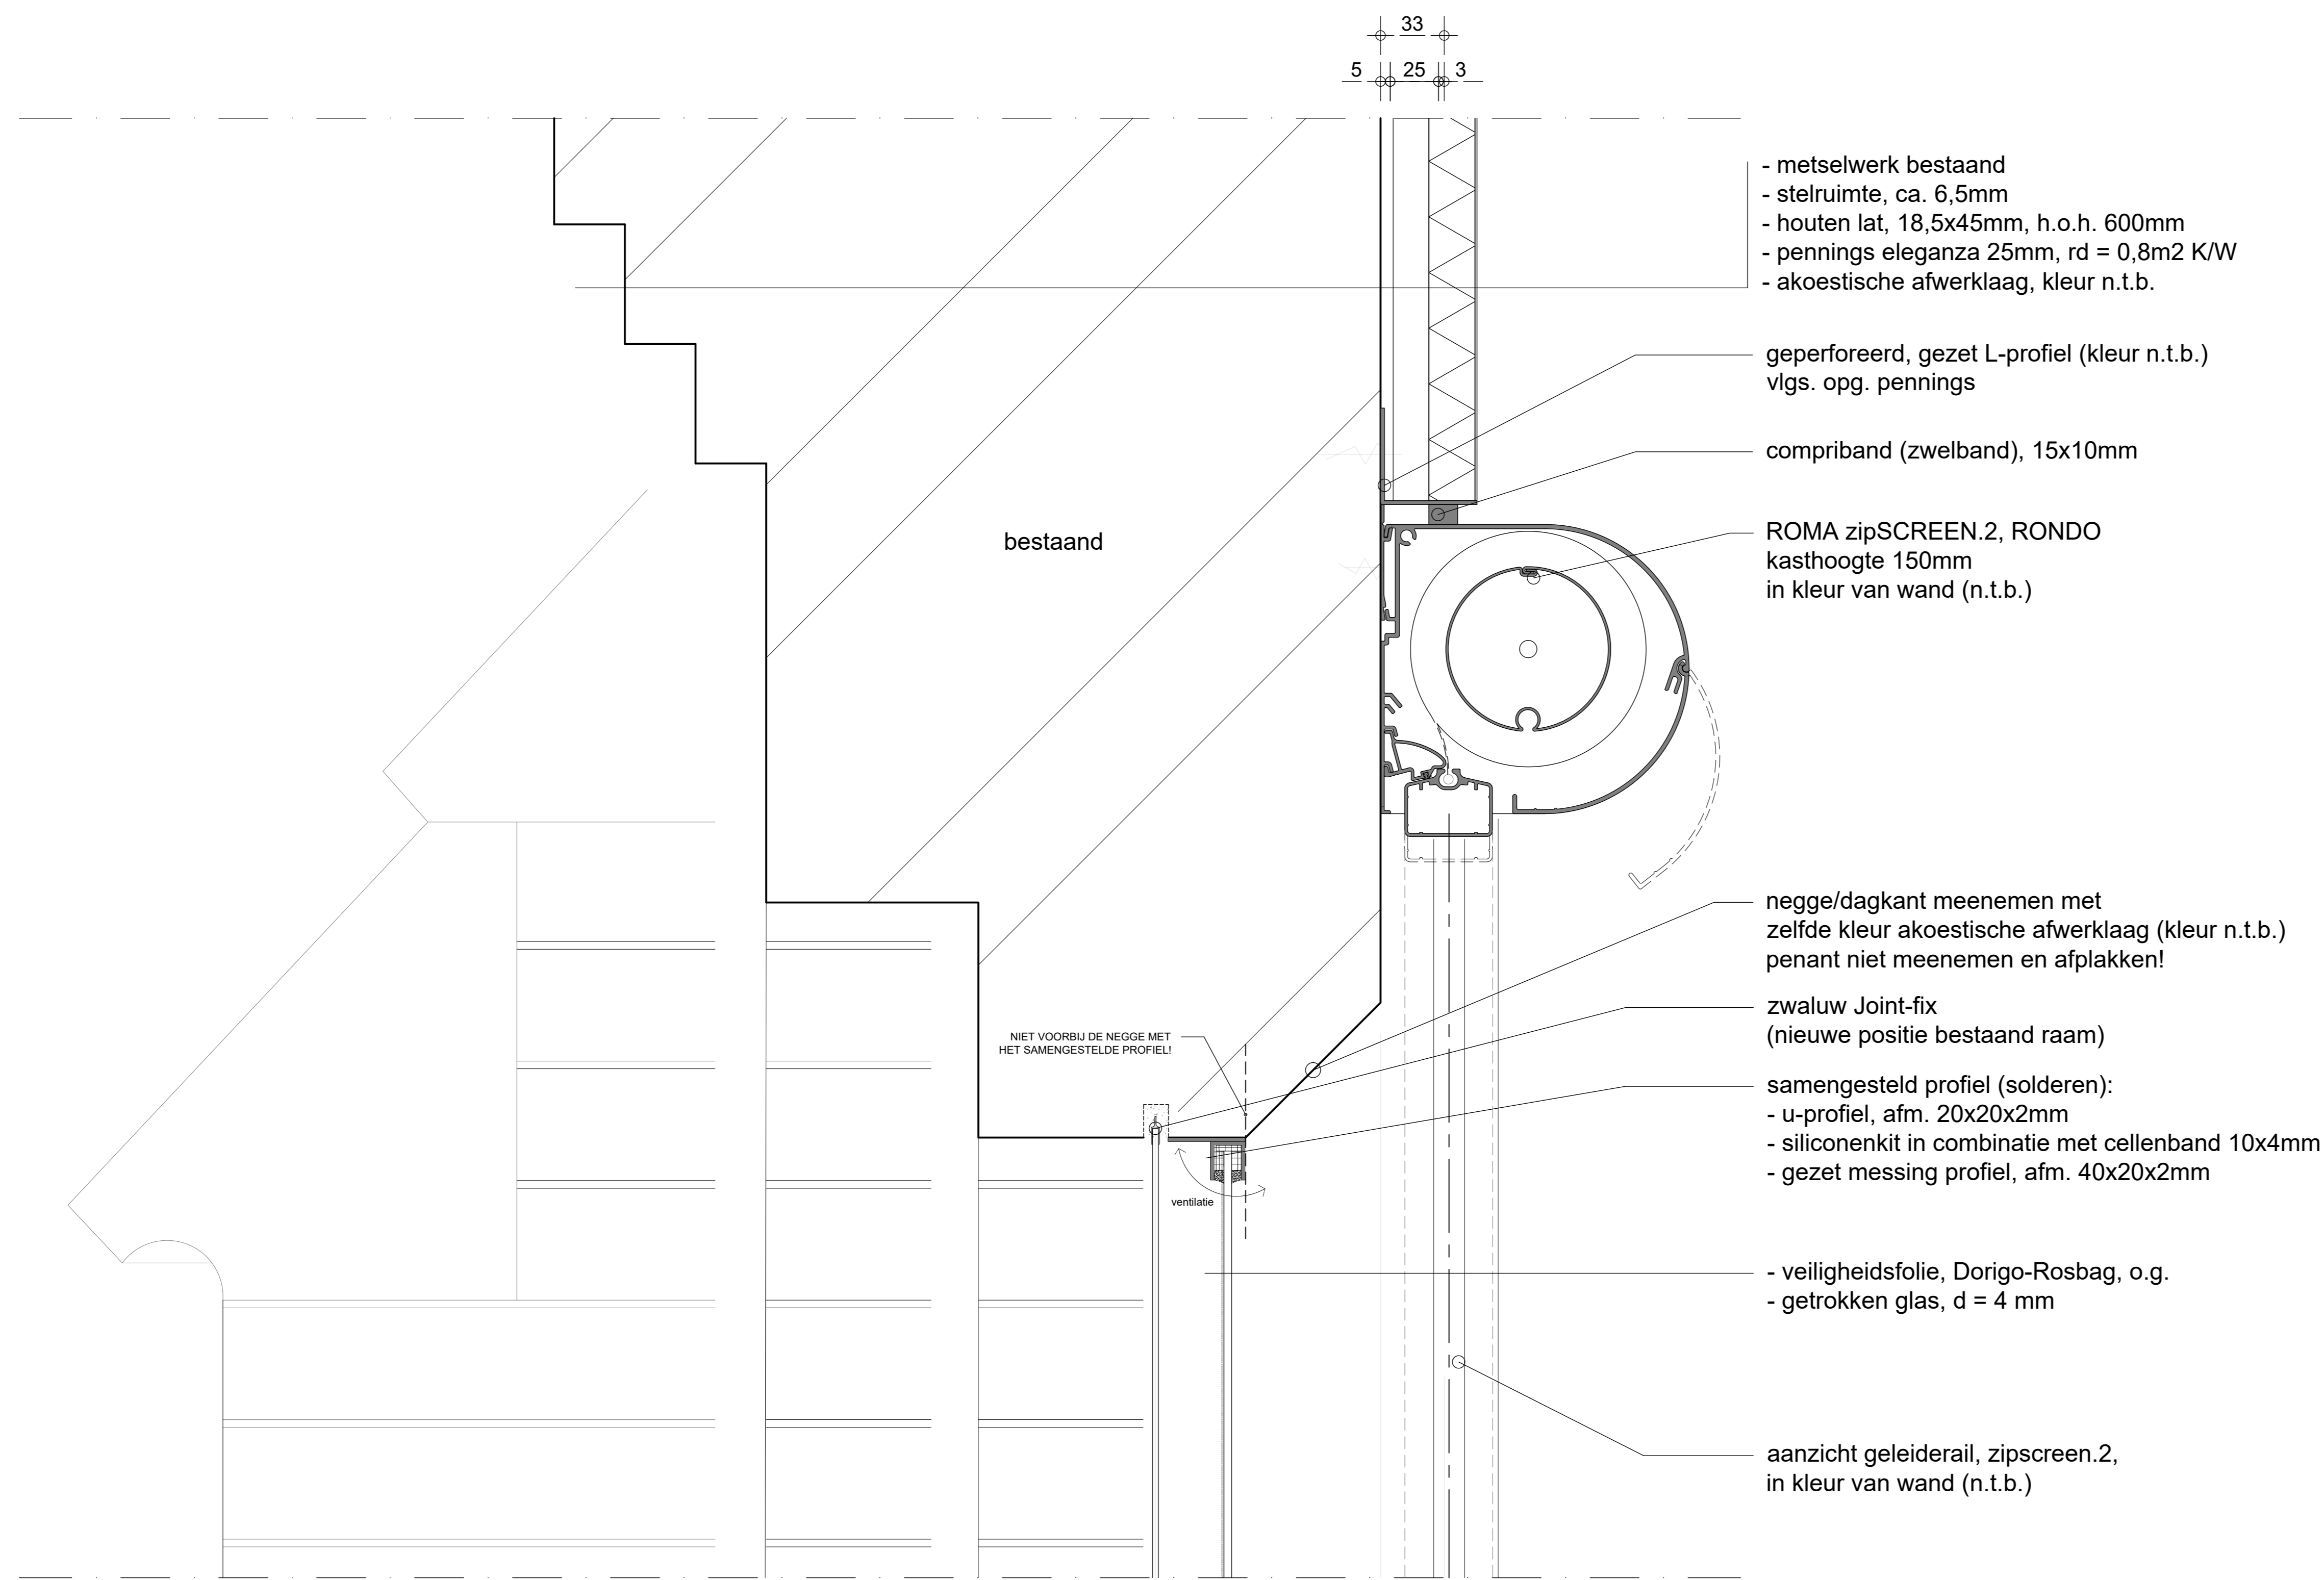 33
5 25 3
- metselwerk bestaand
- stelruimte, ca. 6,5mm
- houten lat, 18,5x45mm, h.o.h. 600mm
- pennings eleganza 25mm, rd = 0,8m2 K/W
- akoestische afwerklaag, kleur n.t.b.
geperforeerd, gezet L-profiel (kleur n.t.b.)
vlgs. opg. pennings
compriband (zwelband), 15x10mm
ROMA zipSCREEN.2, RONDO
kasthoogte 150mm
in kleur van wand (n.t.b.)
bestaand
negge/dagkant meenemen met
zelfde kleur akoestische afwerklaag (kleur n.t.b.)
penant niet meenemen en afplakken!
zwaluw Joint-fix
(nieuwe positie bestaand raam)
NIET VOORBIJ DE NEGGE MET
HET SAMENGESTELDE PROFIEL!
samengesteld profiel (solderen):
- u-profiel, afm. 20x20x2mm
- siliconenkit in combinatie met cellenband 10x4mm
- gezet messing profiel, afm. 40x20x2mm
ventilatie
- veiligheidsfolie, Dorigo-Rosbag, o.g.
- getrokken glas, d = 4 mm
aanzicht geleiderail, zipscreen.2,
in kleur van wand (n.t.b.)